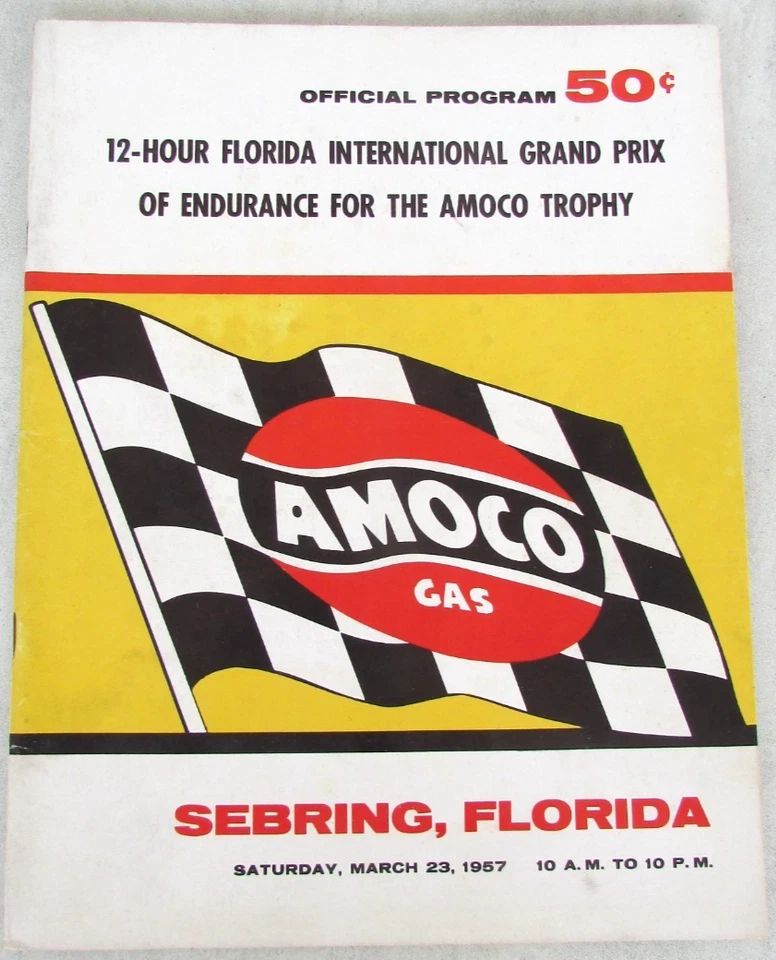 OFFICIAL PROGRAM 50¢
12-HOUR FLORIDA INTERNATIONAL GRAND PRIX
OF ENDURANCE FOR THE AMOCO TROPHY
AMOCO
GAS
SEBRING, FLORIDA
SATURDAY, MARCH 23, 1957 10 A.M. TO 10 P.M.